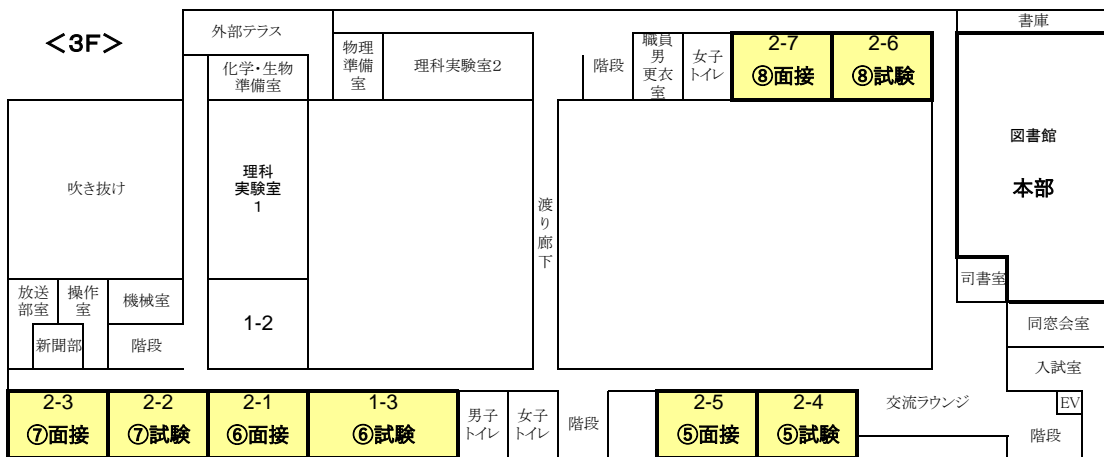 書庫
＜3F＞
外部テラス
物理
準備
室
理科実験室2
階段
職員
男
更衣
室
女子
トイレ
2-7
⑧面接
2-6
⑧試験
化学・生物
準備室
図書館
本部
吹き抜け
理科
実験室
1
渡り廊下
放送
部室
操作
室
機械室
司書室
1-2
新聞部
階段
同窓会室
入試室
2-3
⑦面接
2-2
⑦試験
2-1
⑥面接
1-3
⑥試験
男子
トイレ
女子
トイレ
階段
2-5
⑤面接
2-4
⑤試験
交流ラウンジ
EV
階段